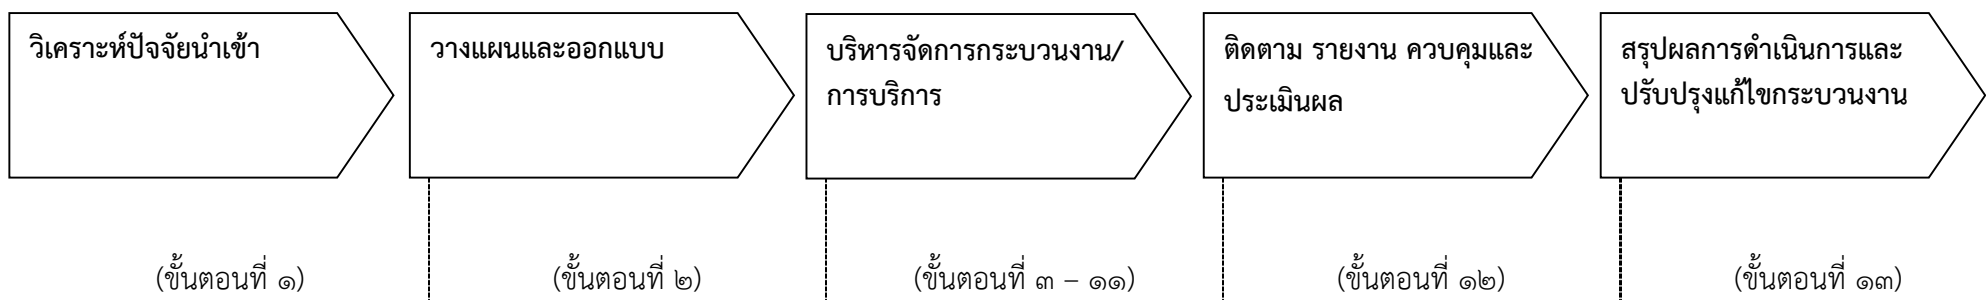 วิเคราะห์ปัจจัยนำเข้า
วางแผนและออกแบบ
บริหารจัดการกระบวนงาน/
การบริการ
ติดตาม รายงาน ควบคุมและ
ประเมินผล
สรุปผลการดำเนินการและ
ปรับปรุงแก้ไขกระบวนงาน
(ขั้นตอนที่ ๑)
(ขั้นตอนที่ ๒)
(ขั้นตอนที่ ๓ – ๑๑)
(ขั้นตอนที่ ๑๒)
(ขั้นตอนที่ ๑๓)